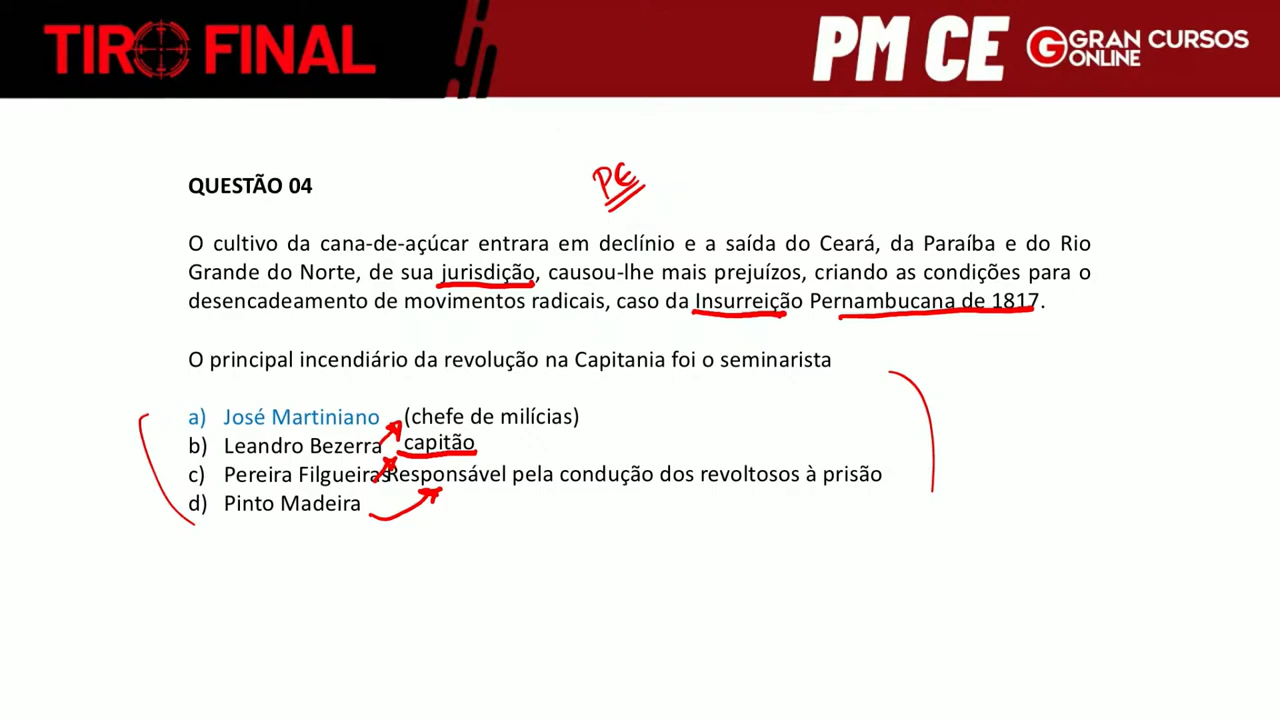 TIRO FINAL
PM CE
GRAN CURSOS
ONLINE
QUESTÃO 04
PE
O cultivo da cana-de-açúcar entrara em declínio e a saída do Ceará, da Paraíba e do Rio
Grande do Norte, de sua jurisdição, causou-lhe mais prejuízos, criando as condições para o
desencadeamento de movimentos radicais, caso da Insurreição Pernambucana de 1817.
O principal incendiário da revolução na Capitania foi o seminarista
a) José Martiniano (chefe de milícias)
b) Leandro Bezerra capitão
c) Pereira Filgueiras Responsável pela condução dos revoltosos à prisão
d) Pinto Madeira